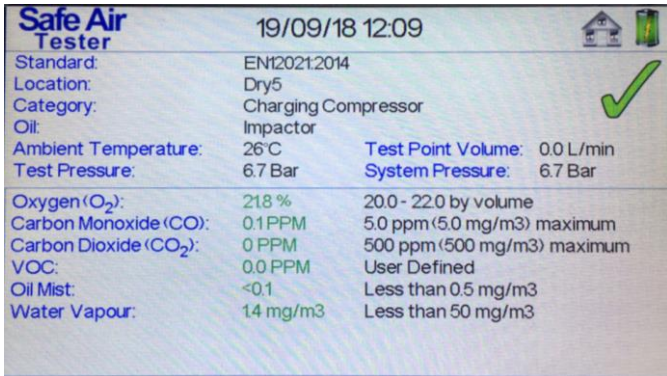 Safe Air
Tester
19/09/18 12:09
Standard: EN12021:2014
Location: Dry5
Category: Charging Compressor
Oil: Impactor
Ambient Temperature: 26°C Test Point Volume: 0.0 L/min
Test Pressure: 6.7 Bar System Pressure: 6.7 Bar
Oxygen (O₂): 21.8 % 20.0 - 22.0 by volume
Carbon Monoxide (CO): 0.1 PPM 5.0 ppm (5.0 mg/m3) maximum
Carbon Dioxide (CO₂): 0 PPM 500 ppm (500 mg/m3) maximum
VOC: 0.0 PPM User Defined
Oil Mist: <0.1 Less than 0.5 mg/m3
Water Vapour: 14 mg/m3 Less than 50 mg/m3